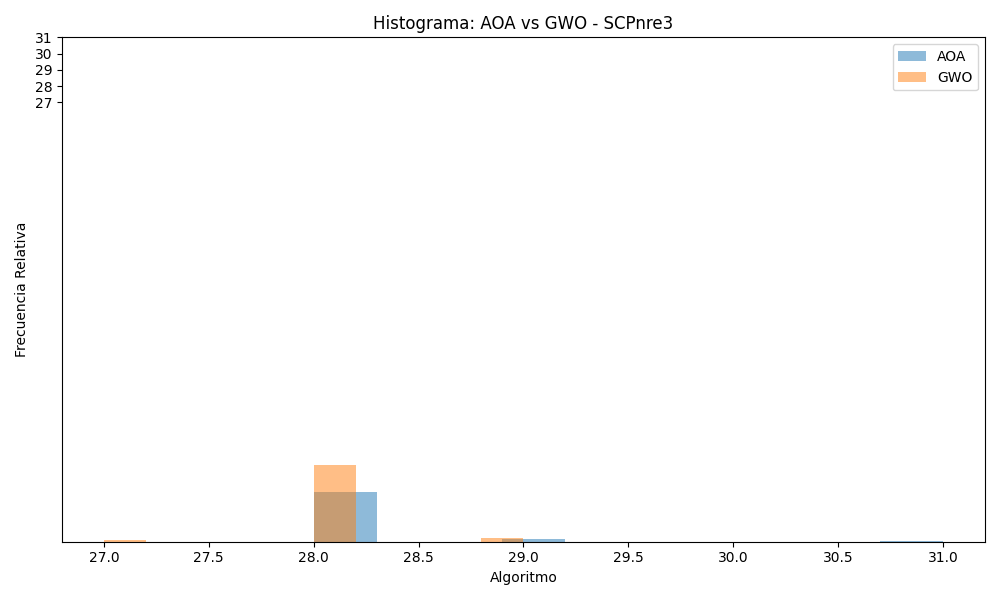 Histograma: AOA vs GWO - SCPnre3
31
30
29
28
27
Frecuencia Relativa
AOA
GWO
27.0 27.5 28.0 28.5 29.0 29.5 30.0 30.5 31.0
Algoritmo